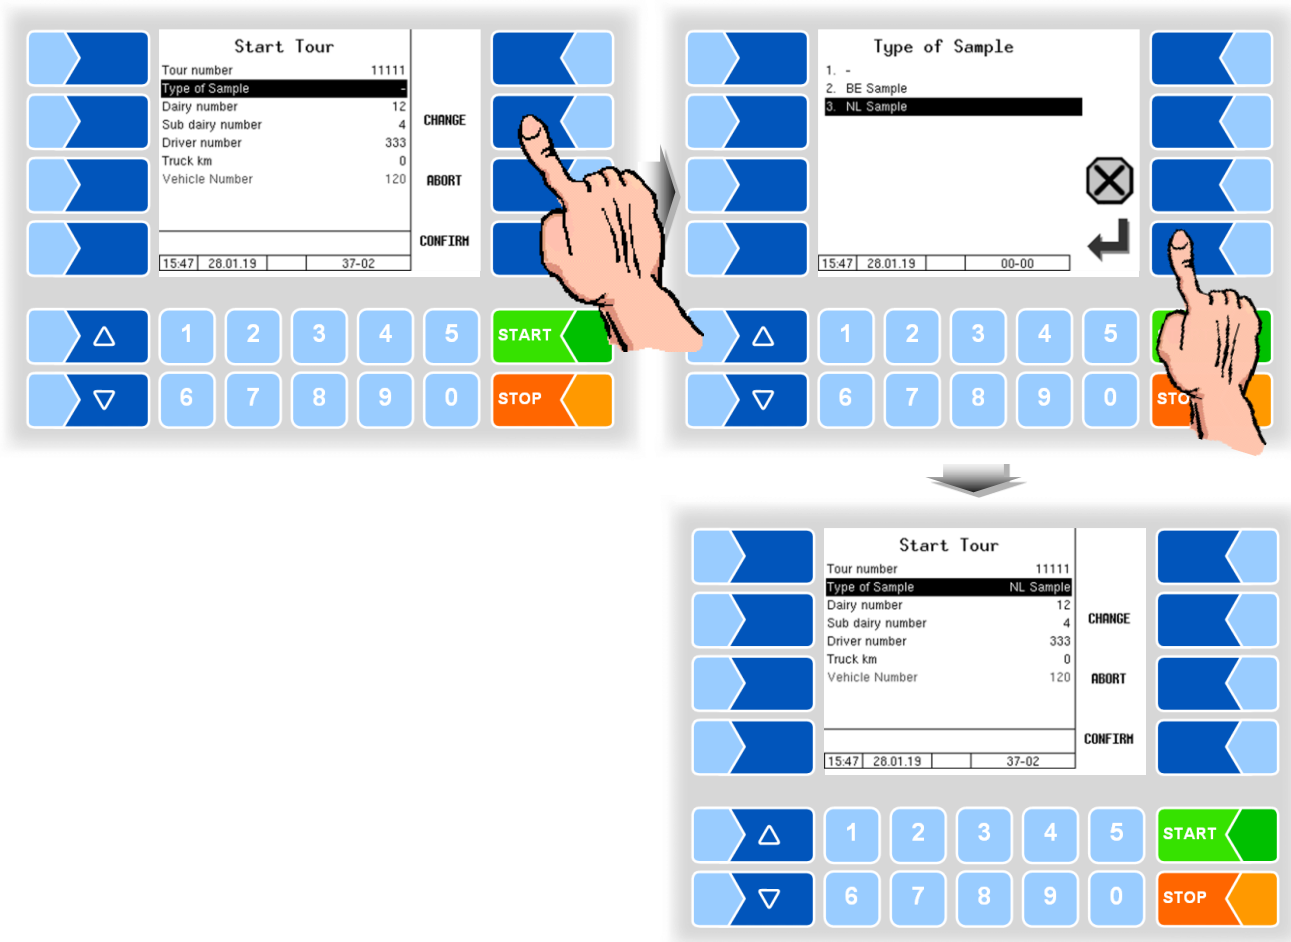 Start Tour
Tour number 11111
Type of Sample -
Dairy number 12
Sub dairy number 4
Driver number 333
Truck km 0
Vehicle Number 120
CHANGE
ABORT
CONFIRM
15:47 28.01.19 37-02
1 2 3 4 5 START
6 7 8 9 0 STOP
Type of Sample
1. -
2. BE Sample
3. NL Sample
15:47 28.01.19 00-00
1 2 3 4 5
6 7 8 9 0 STO
Start Tour
Tour number 11111
Type of Sample NL Sample
Dairy number 12
Sub dairy number 4
Driver number 333
Truck km 0
Vehicle Number 120
CHANGE
ABORT
CONFIRM
15:47 28.01.19 37-02
1 2 3 4 5 START
6 7 8 9 0 STOP